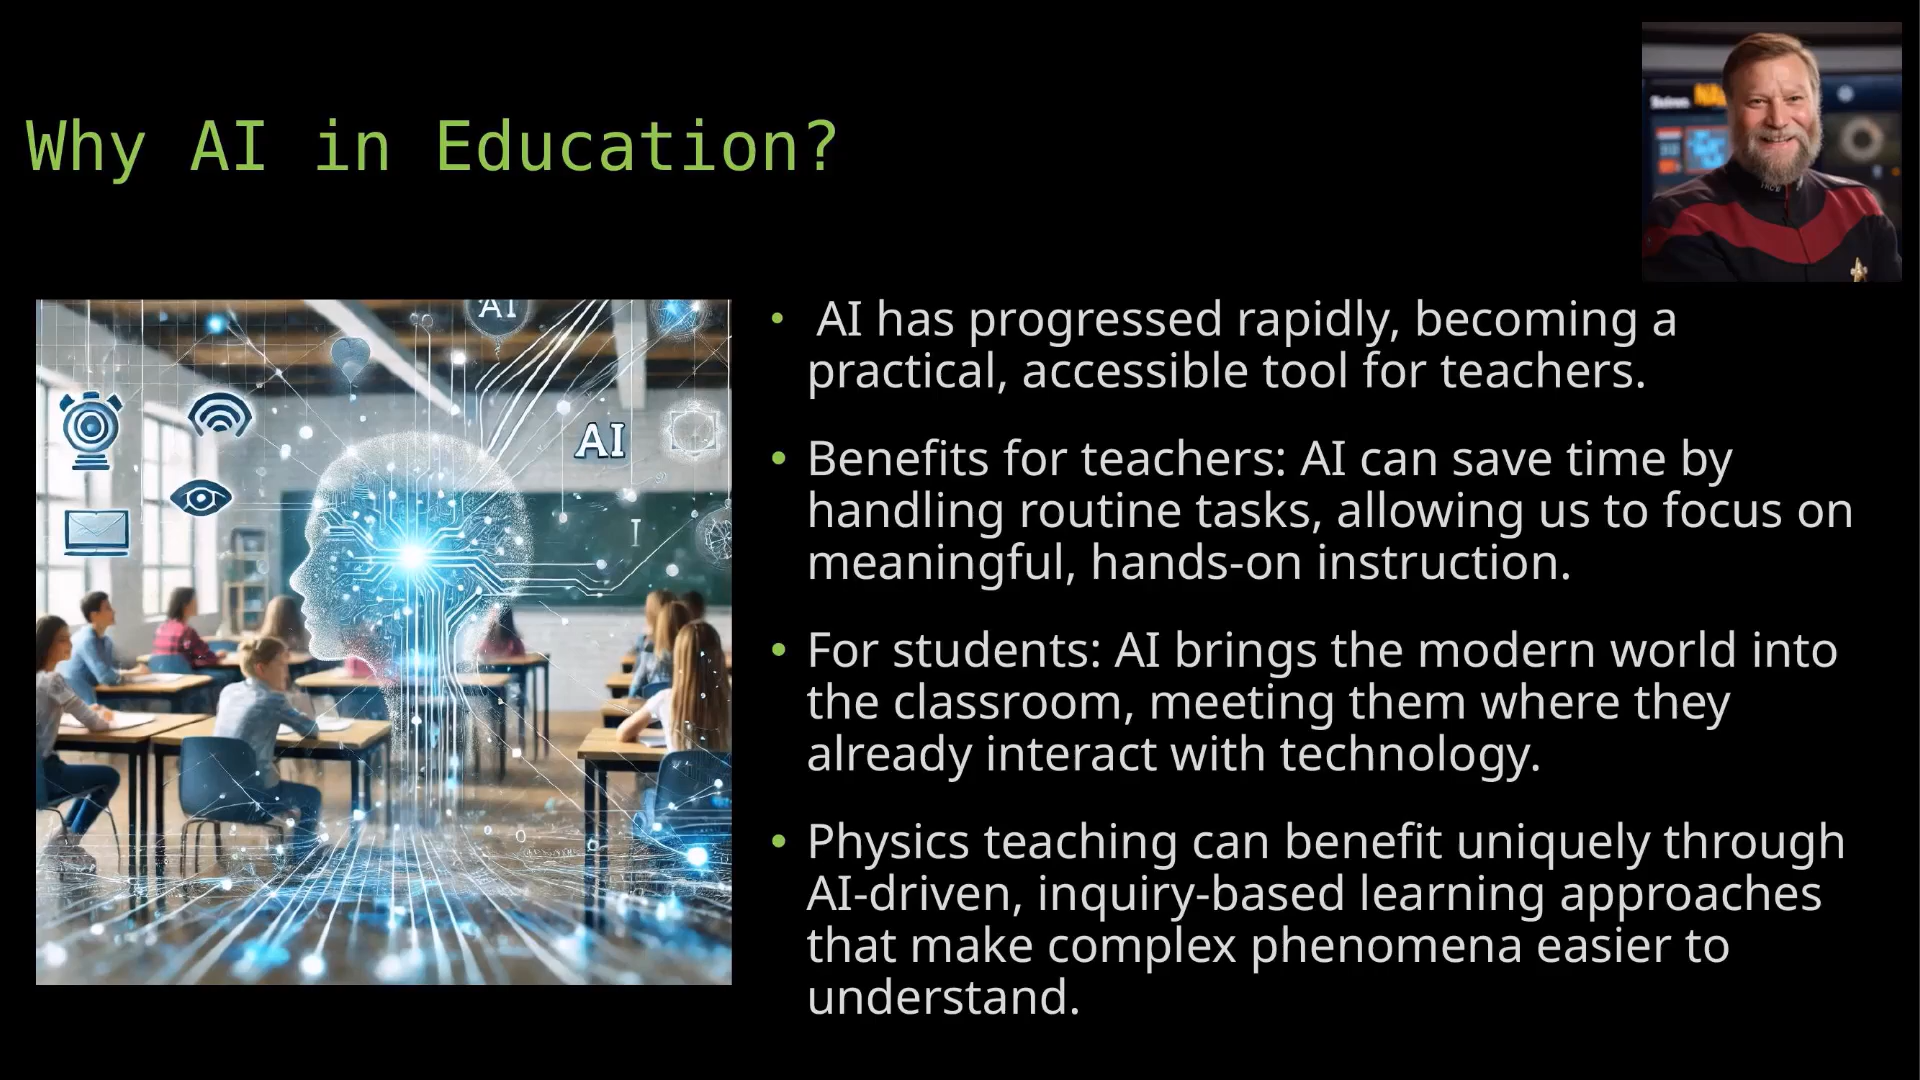 Why AI in Education?
AI
AI
I
• AI has progressed rapidly, becoming a
practical, accessible tool for teachers.
• Benefits for teachers: AI can save time by
handling routine tasks, allowing us to focus on
meaningful, hands-on instruction.
• For students: AI brings the modern world into
the classroom, meeting them where they
already interact with technology.
• Physics teaching can benefit uniquely through
AI-driven, inquiry-based learning approaches
that make complex phenomena easier to
understand.